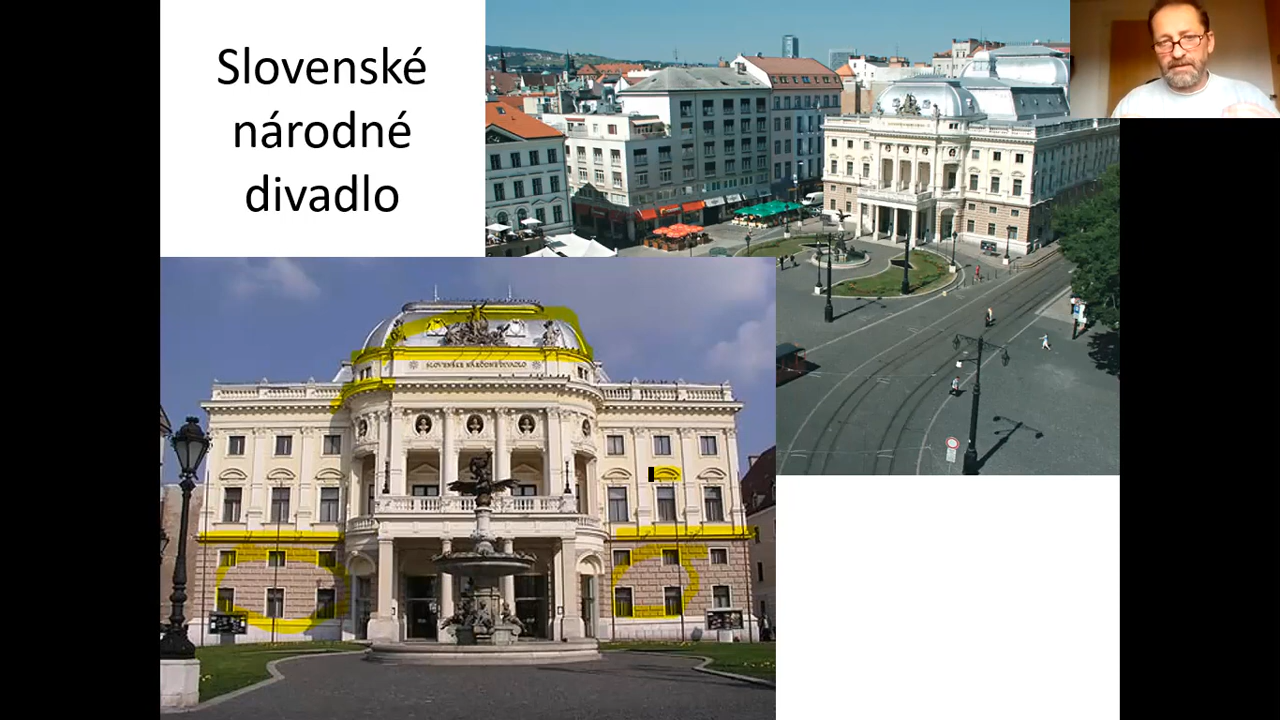 Slovenské
národné
divadlo
SLOVENSKÉ NÁRODNÉ DIVADLO